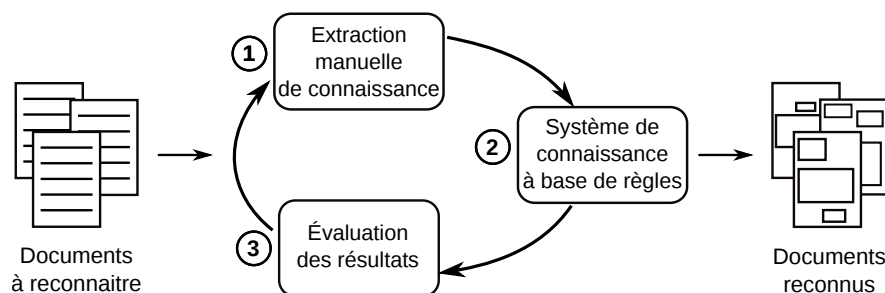 1
Extraction
manuelle
de connaissance
2
Système de
connaissance
à base de règles
3
Évaluation
des résultats
Documents
à reconnaitre
Documents
reconnus